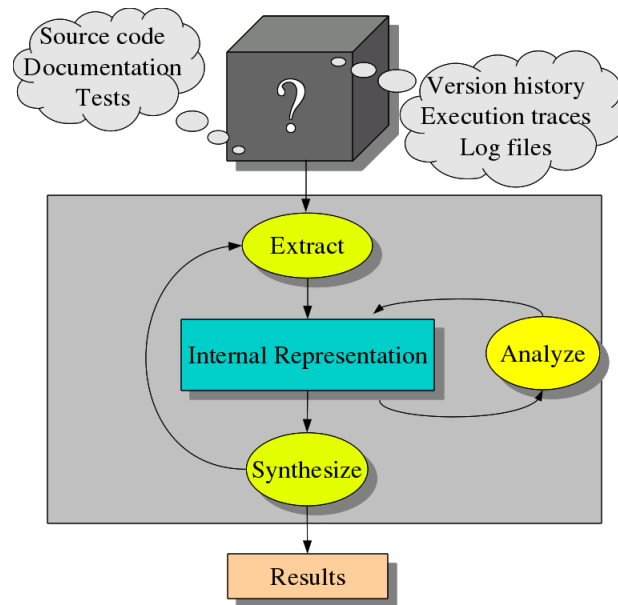 Source code
Documentation
Tests
?
Version history
Execution traces
Log files
Extract
Internal Representation
Analyze
Synthesize
Results